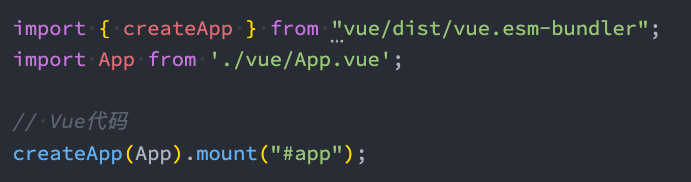 import { createApp } from "vue/dist/vue.esm-bundler";
import App from './vue/App.vue';
// Vue代码
createApp(App).mount("#app");